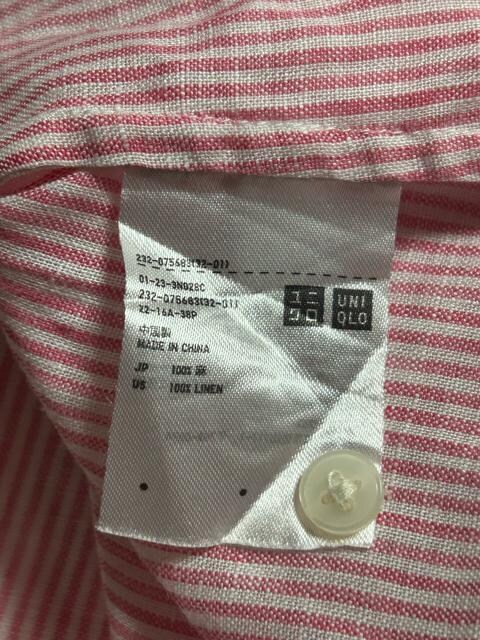 232-075683(32-01)
01-23-3N028C
232-075683(32-01)
22-16A-38P
ユニ
クロ
UNI
QLO
中国製
MADE IN CHINA
JP 100% 麻
US 100% LINEN